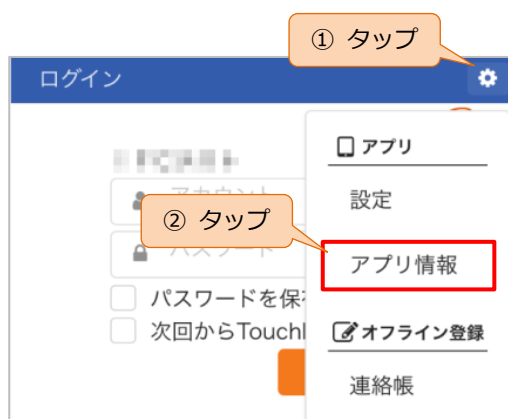 ① タップ
ログイン
アプリ
アカウント
設定
② タップ
パスワード
アプリ情報
パスワードを保
次回からTouchI
オフライン登録
連絡帳